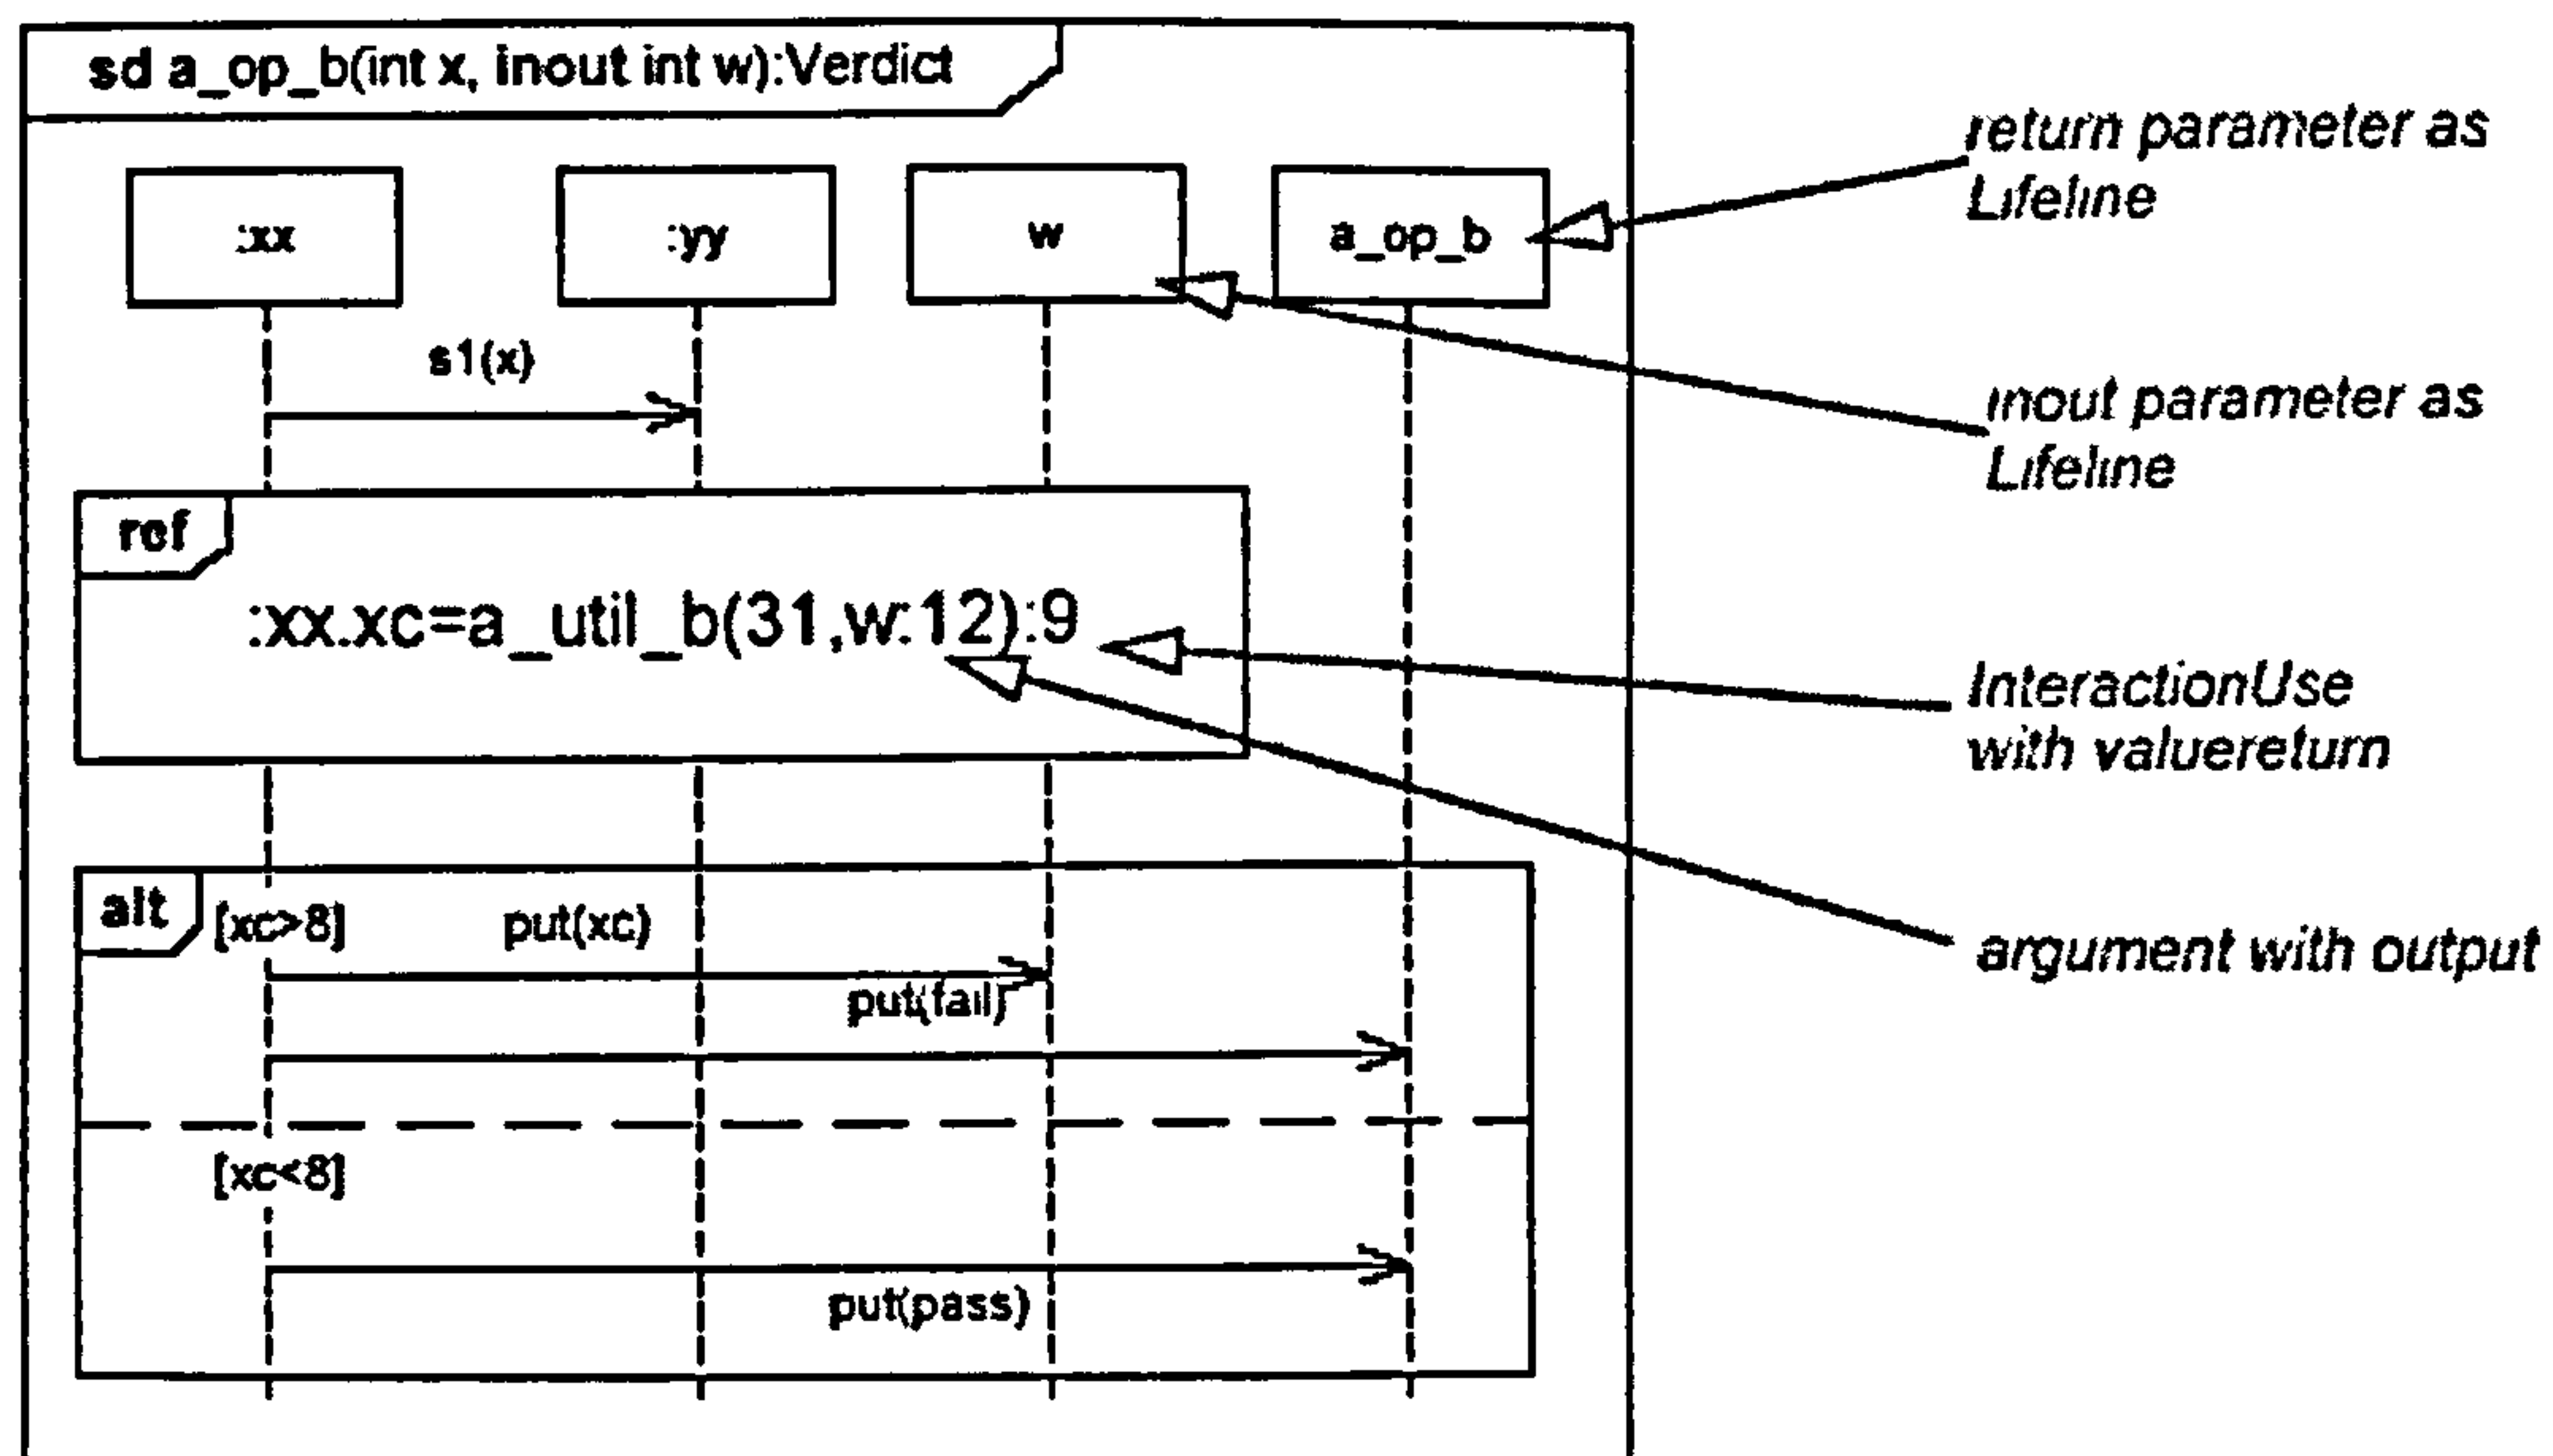 sd a_op_b(int x, inout int w):Verdict
return parameter as
Lifeline
:xx
:yy
w
a_op_b
s1(x)
inout parameter as
Lifeline
ref
:xx.xc=a_util_b(31,w:12):9
InteractionUse
with valuereturn
alt
[xc>8]
put(xc)
argument with output
put(fail)
[xc<8]
put(pass)